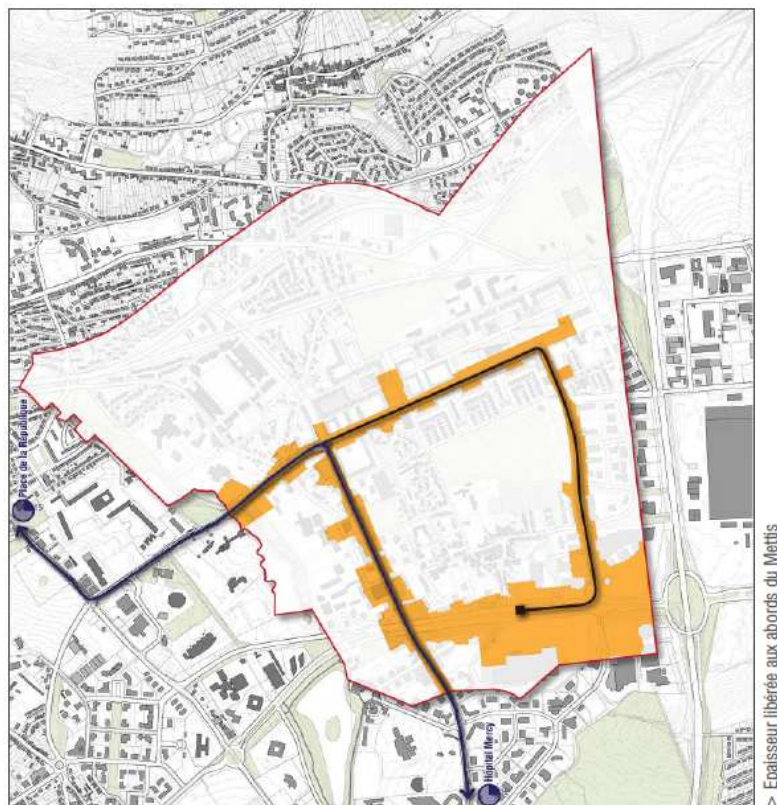 Place de la République
Hôpital Mercy
> Epaisseur libérée aux abords du Mettis